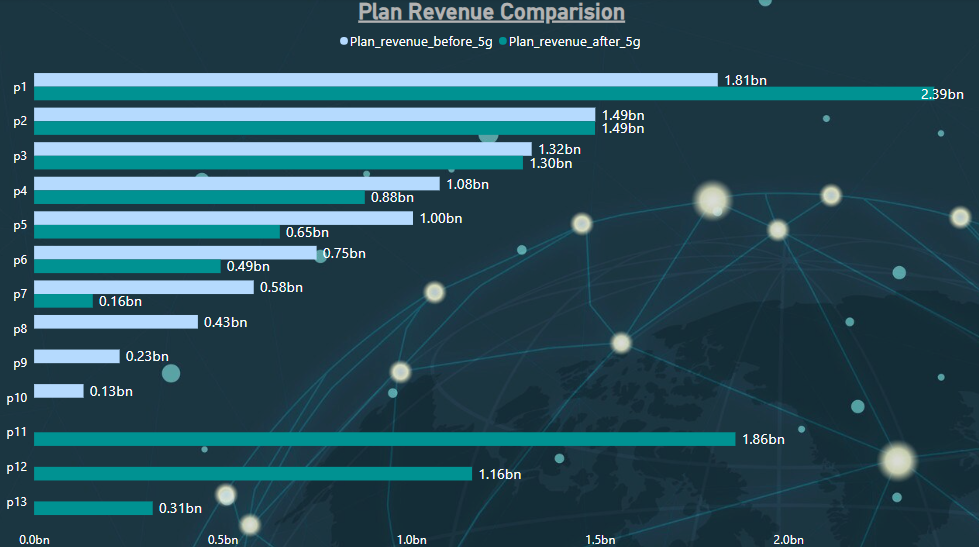 Plan Revenue Comparision
Plan_revenue_before_5g Plan_revenue_after_5g
p1 1.81bn
2.39bn
p2 1.49bn
1.49bn
p3 1.32bn
1.30bn
p4 1.08bn
0.88bn
p5 1.00bn
0.65bn
p6 0.75bn
0.49bn
p7 0.58bn
0.16bn
p8 0.43bn
p9 0.23bn
p10 0.13bn
p11 1.86bn
p12 1.16bn
p13 0.31bn
0.0bn 0.5bn 1.0bn 1.5bn 2.0bn